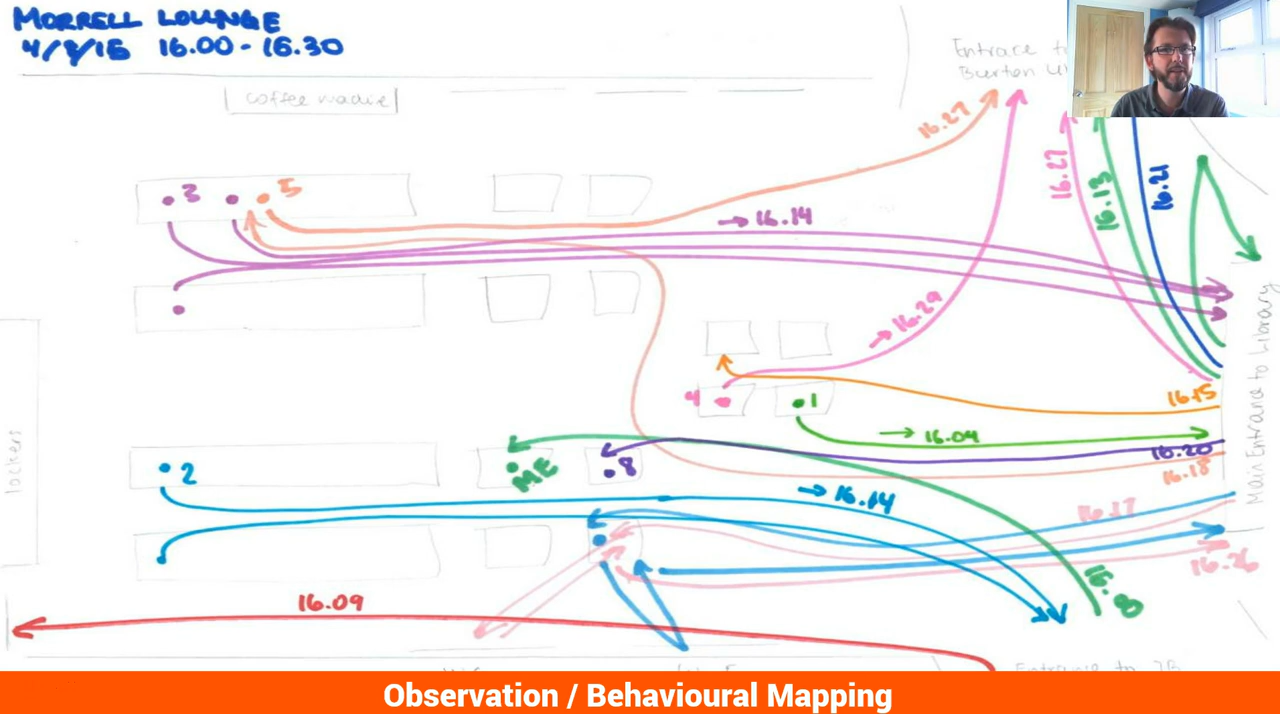 MORRELL LOUNGE
4/8/16 16.00-16.30
Entrace to
Burton
coffee machine
16.27
3
5
→16.14
16.27
16.13
16.21
→16.29
4
1
16.15
→16.04
16.20
16.18
ME
8
2
→16.14
16.17
16.26
16.
8
16.09
lockers
Main Entrance to Library
Entrance to
Observation / Behavioural Mapping